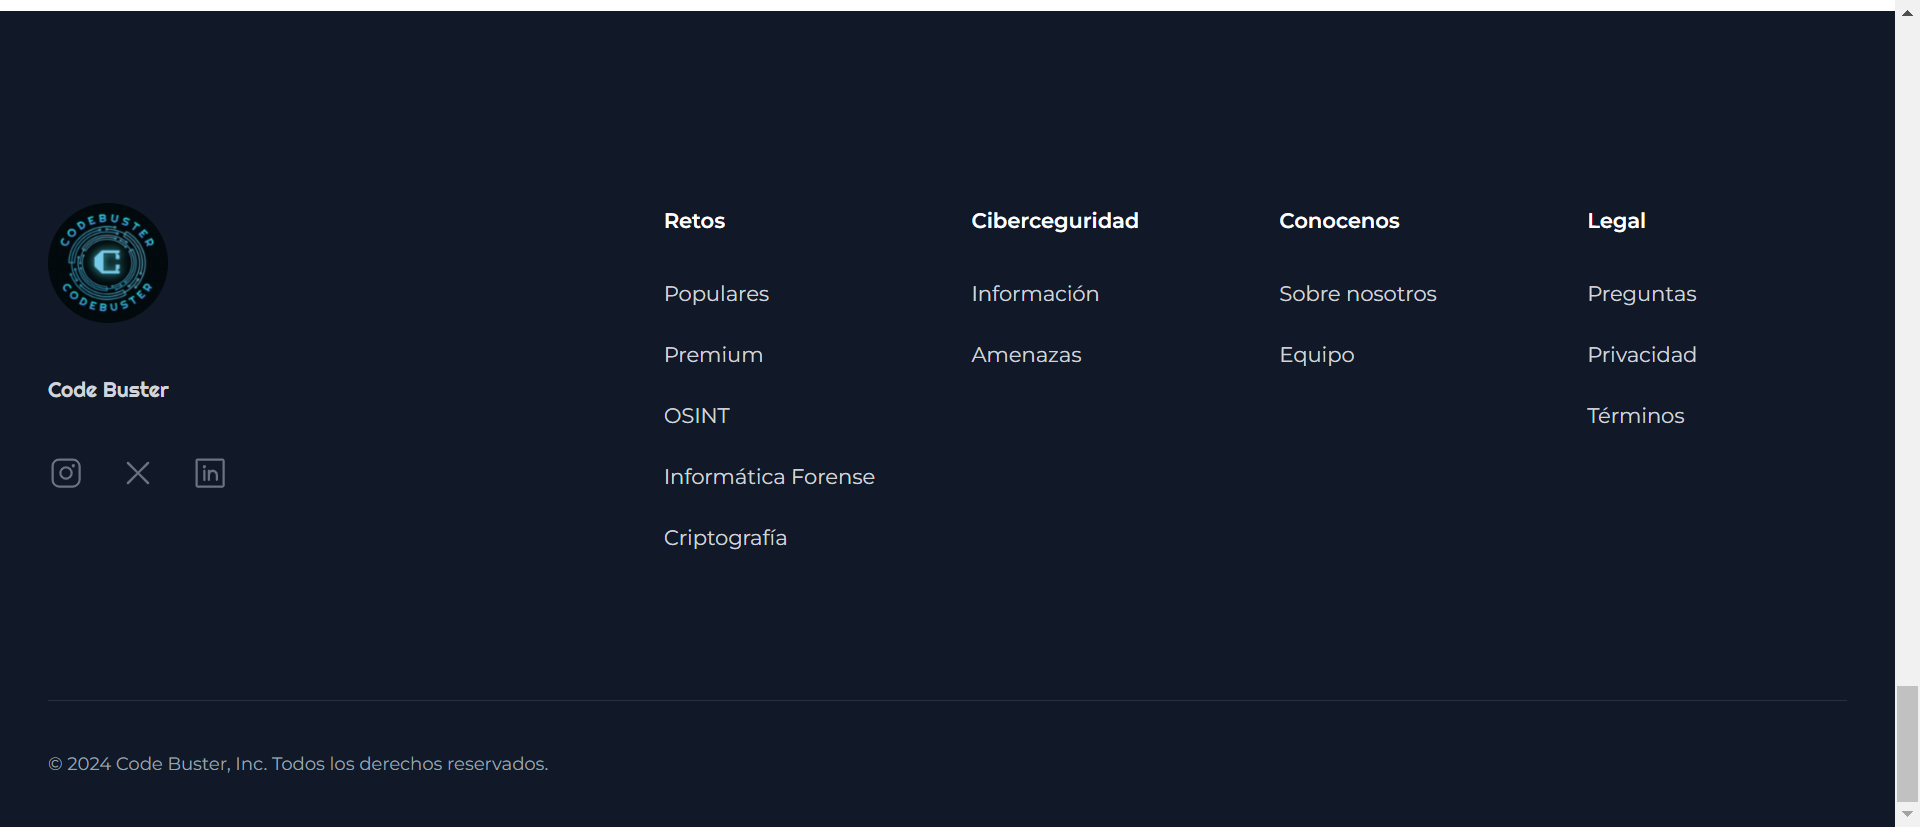 CODEBUSTER
CODEBUSTER
Code Buster
Retos
Populares
Premium
OSINT
Informática Forense
Criptografía
Ciberceguridad
Información
Amenazas
Conocenos
Sobre nosotros
Equipo
Legal
Preguntas
Privacidad
Términos
© 2024 Code Buster, Inc. Todos los derechos reservados.